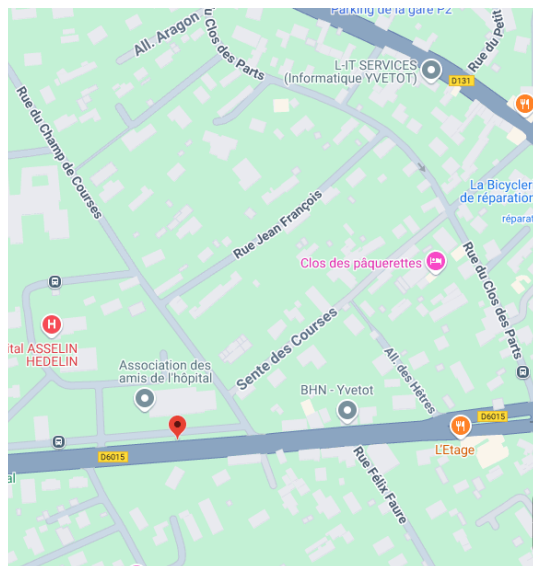 Parking de la gare P2
All. Aragon
Rue du Clos des Parts
L-IT SERVICES
(Informatique YVETOT)
Rue du Petit
D131
Rue du Champ de Courses
La Bicycler
de réparation
réparat
Rue Jean François
Clos des pâquerettes
Rue du Clos des Parts
H
ital ASSELIN
HEDELIN
Sente des Courses
Association des
amis de l'hôpital
All. des Hêtres
BHN - Yvetot
D6015
L'Etage
D6015
Rue Félix Faure
al